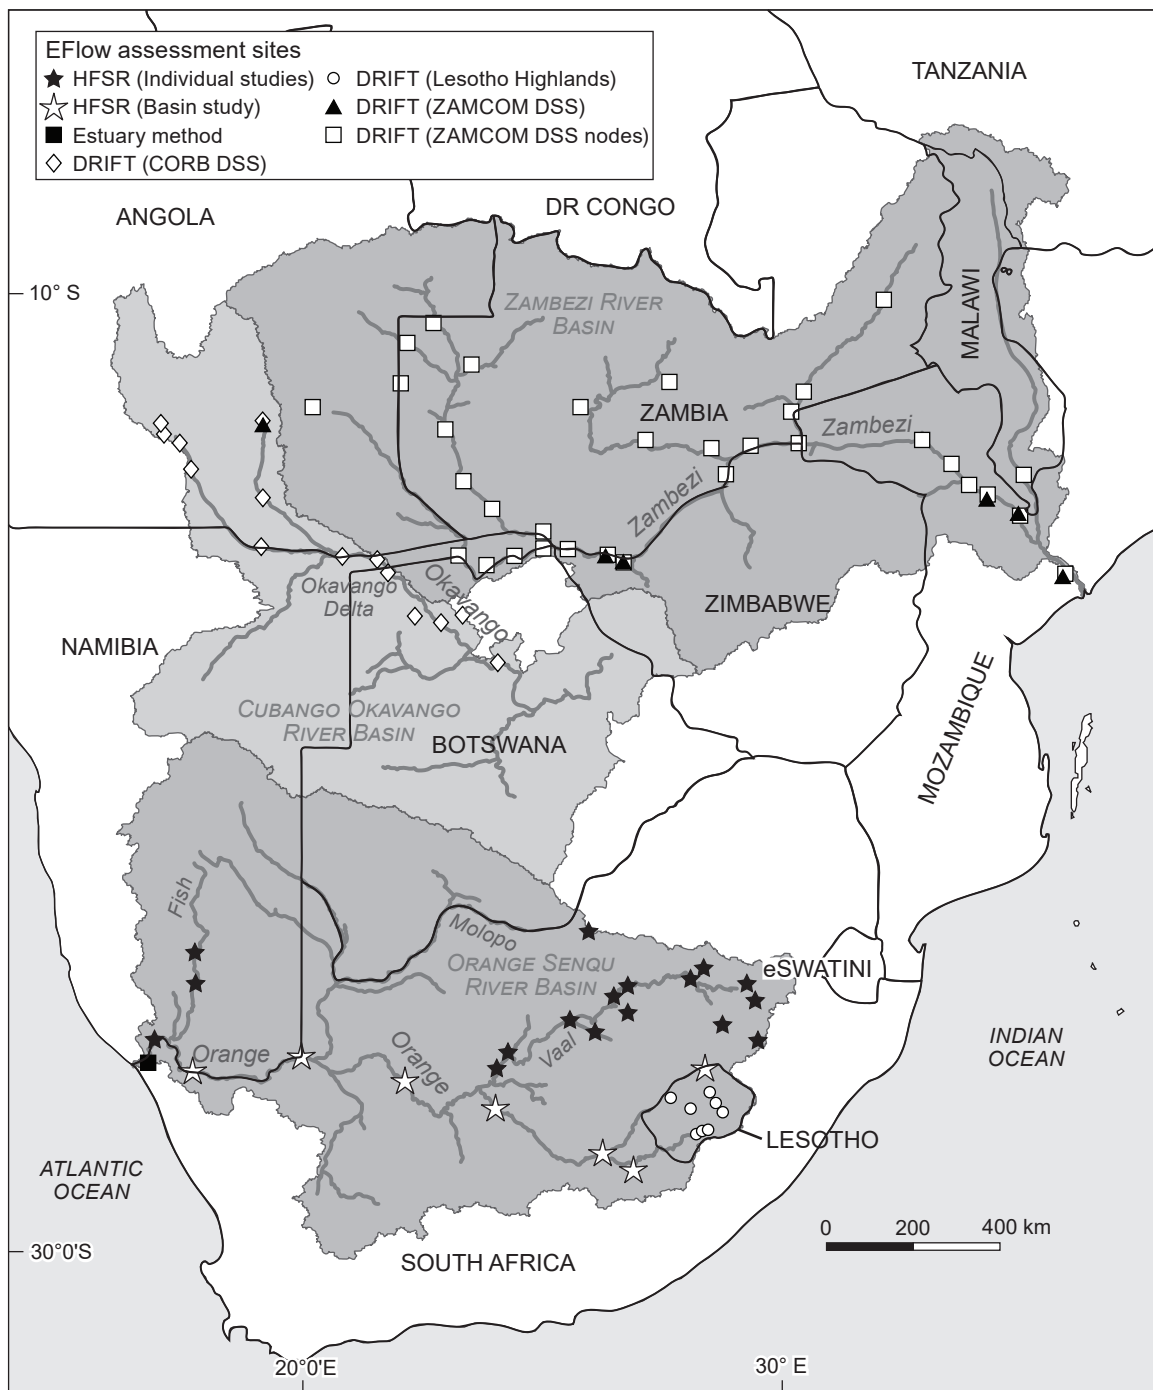 EFlow assessment sites
HFSR (Individual studies)
HFSR (Basin study)
Estuary method
DRIFT (CORB DSS)
DRIFT (Lesotho Highlands)
DRIFT (ZAMCOM DSS)
DRIFT (ZAMCOM DSS nodes)
TANZANIA
DR CONGO
ANGOLA
10° S
ZAMBEZI RIVER
BASIN
MALAWI
ZAMBIA
Zambezi
Zambezi
Okavango
Delta
Okavango
ZIMBABWE
NAMIBIA
CUBANGO OKAVANGO
RIVER BASIN
BOTSWANA
MOZAMBIQUE
Fish
Molopo
ORANGE SENQU
RIVER BASIN
eSWATINI
Orange
Orange
Vaal
INDIAN
OCEAN
LESOTHO
ATLANTIC
OCEAN
0 200 400 km
30°0'S
SOUTH AFRICA
20°0'E
30° E